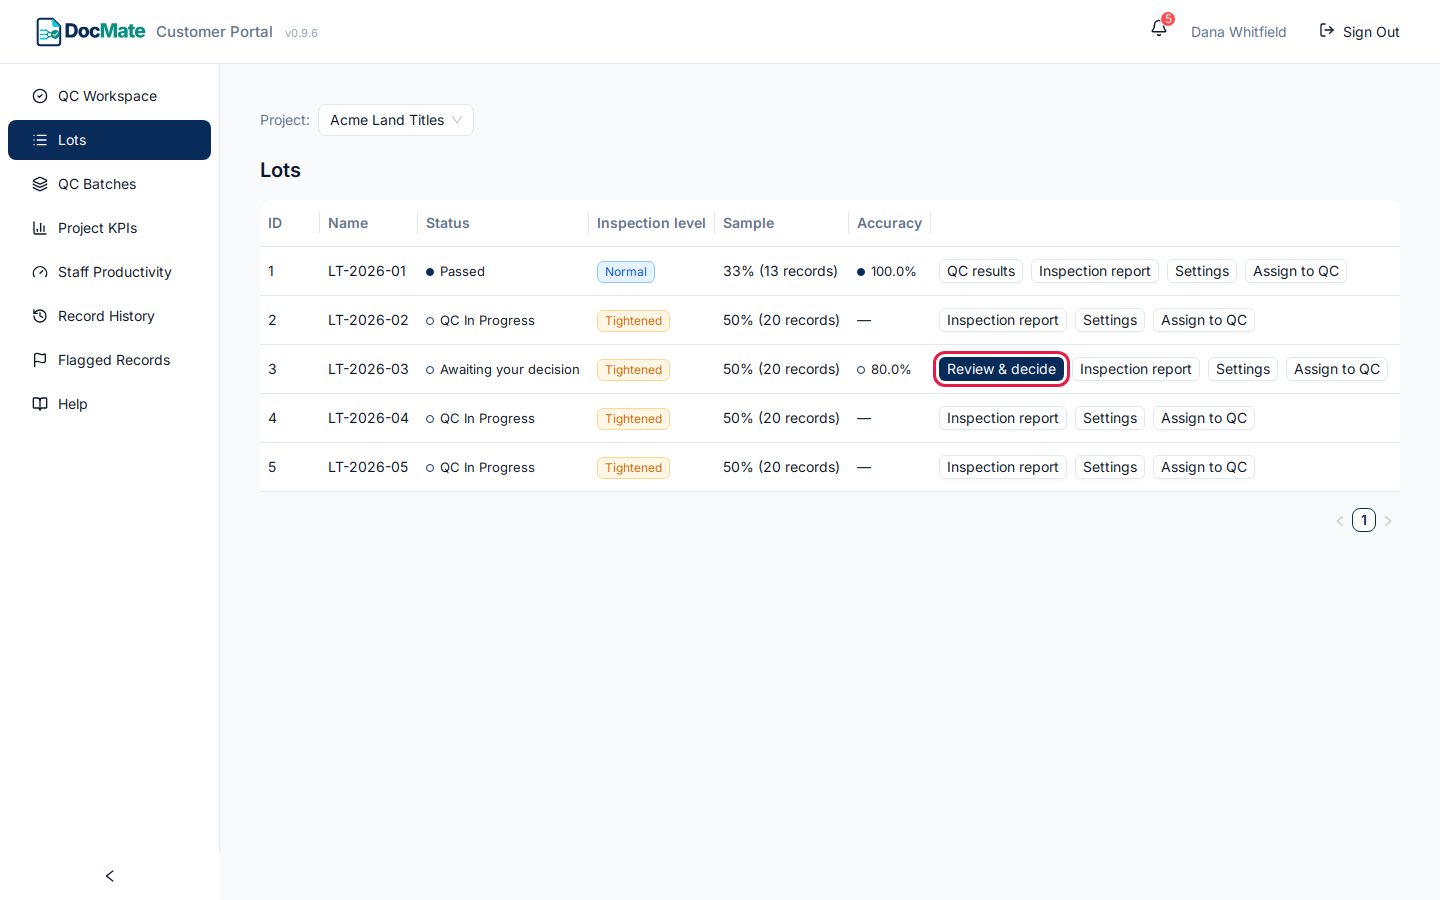 DocMate Customer Portal v0.9.6
5
Dana Whitfield
Sign Out
QC Workspace
Lots
QC Batches
Project KPIs
Staff Productivity
Record History
Flagged Records
Help
Project: Acme Land Titles
Lots
ID Name Status Inspection level Sample Accuracy
1 LT-2026-01 Passed Normal 33% (13 records) 100.0% QC results Inspection report Settings Assign to QC
2 LT-2026-02 QC In Progress Tightened 50% (20 records) — Inspection report Settings Assign to QC
3 LT-2026-03 Awaiting your decision Tightened 50% (20 records) 80.0% Review & decide Inspection report Settings Assign to QC
4 LT-2026-04 QC In Progress Tightened 50% (20 records) — Inspection report Settings Assign to QC
5 LT-2026-05 QC In Progress Tightened 50% (20 records) — Inspection report Settings Assign to QC
1